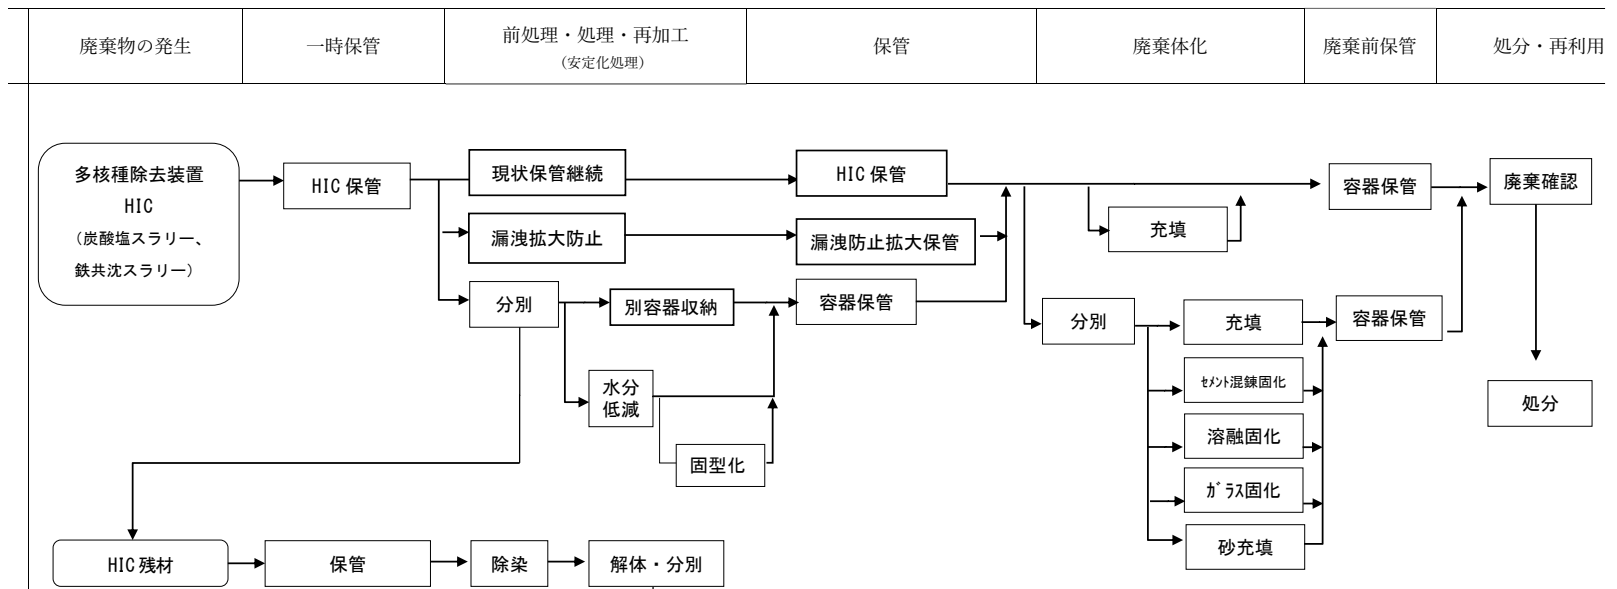 廃棄物の発生
一時保管
前処理・処理・再加工
(安定化処理)
保管
廃棄体化
廃棄前保管
処分・再利用
多核種除去装置
HIC
(炭酸塩スラリー、
鉄共沈スラリー)
HIC 保管
現状保管継続
HIC 保管
容器保管
廃棄確認
漏洩拡大防止
漏洩防止拡大保管
充填
分別
別容器収納
容器保管
分別
充填
容器保管
水分
低減
ｾﾒﾝﾄ混錬固化
処分
固型化
溶融固化
ｶﾞﾗｽ固化
砂充填
HIC 残材
保管
除染
解体・分別